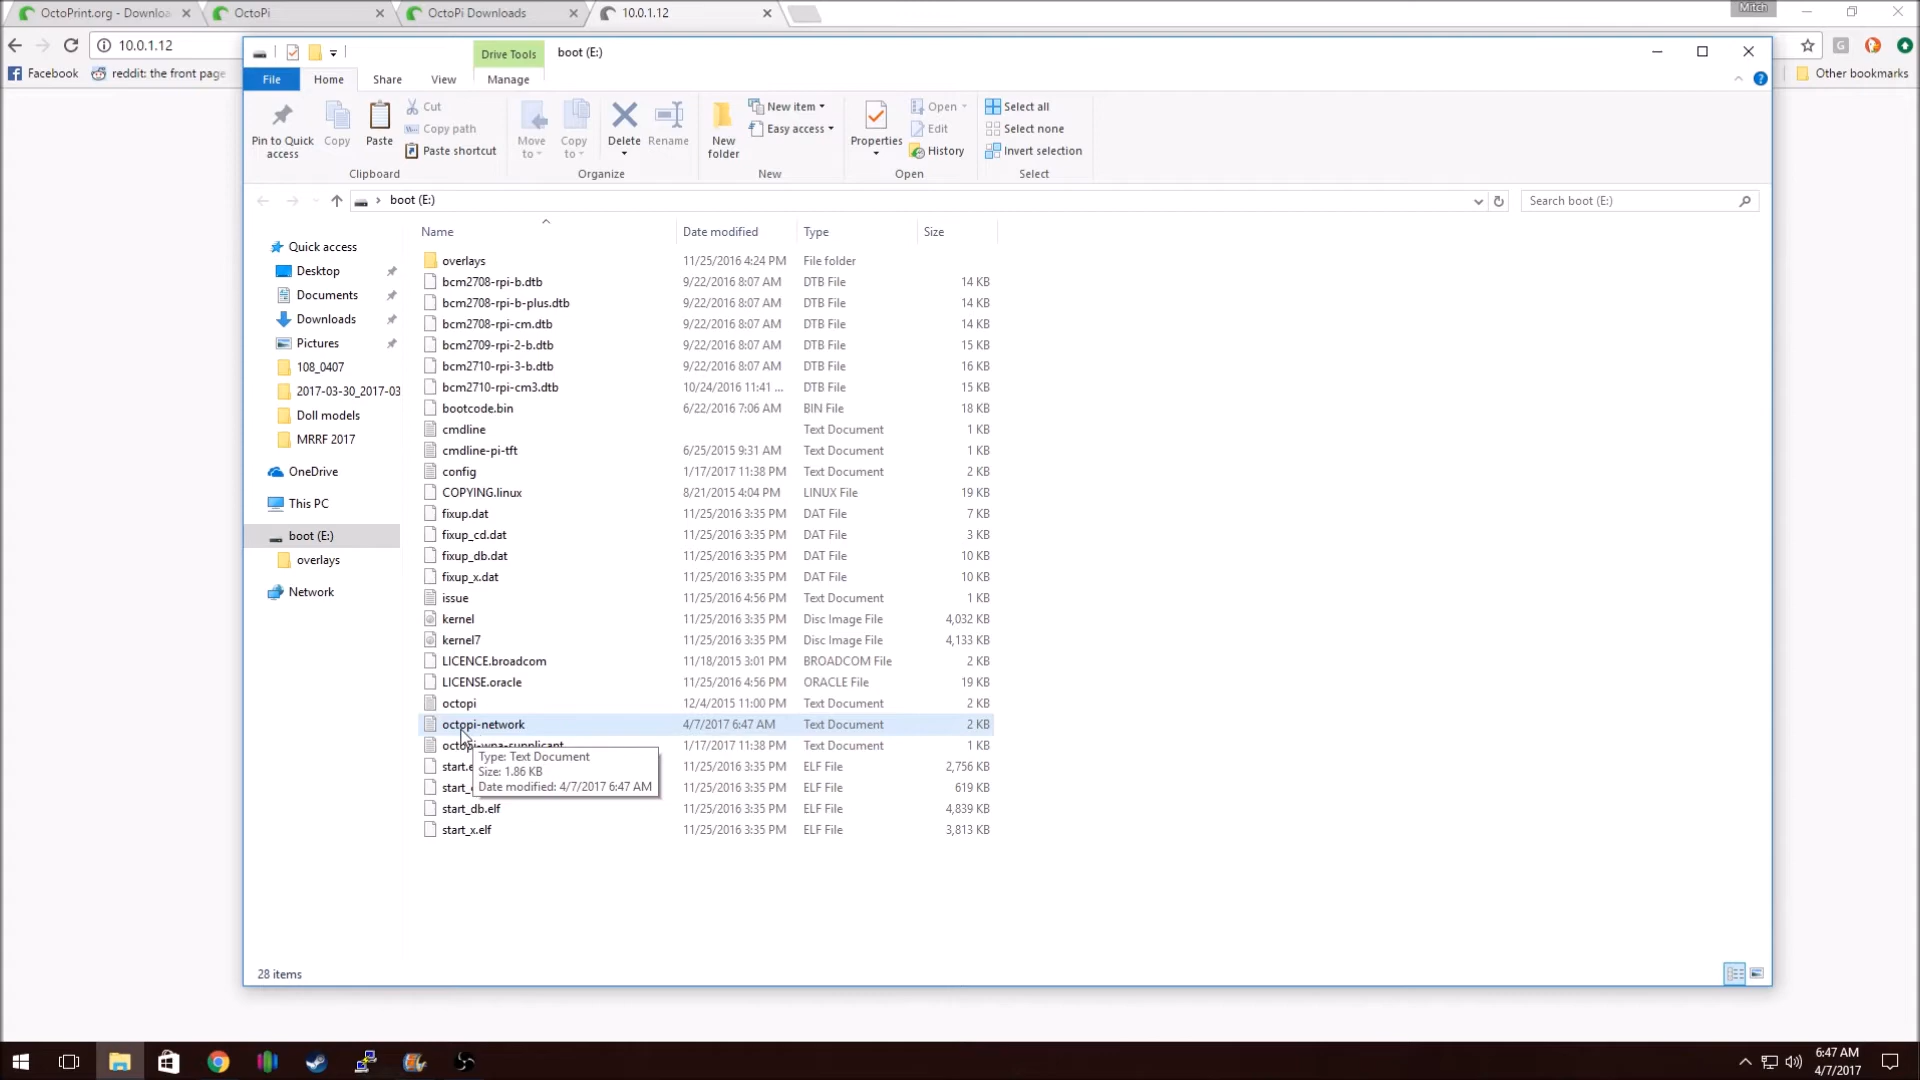 OctoPrint.org - Downloa
OctoPi
OctoPi Downloads
10.0.1.12
Mitch
10.0.1.12
Drive Tools
boot (E:)
Facebook
reddit: the front page
Other bookmarks
File
Home
Share
View
Manage
Pin to Quick
access
Copy
Paste
Cut
Copy path
Paste shortcut
Move
to
Copy
to
Delete
Rename
New
folder
New item
Easy access
Properties
Open
Edit
History
Select all
Select none
Invert selection
Clipboard
Organize
New
Open
Select
boot (E:)
Search boot (E:)
Quick access
Desktop
Documents
Downloads
Pictures
108_0407
2017-03-30_2017-03
Doll models
MRRF 2017
OneDrive
This PC
boot (E:)
overlays
Network
Name Date modified Type Size
overlays 11/25/2016 4:24 PM File folder
bcm2708-rpi-b.dtb 9/22/2016 8:07 AM DTB File 14 KB
bcm2708-rpi-b-plus.dtb 9/22/2016 8:07 AM DTB File 14 KB
bcm2708-rpi-cm.dtb 9/22/2016 8:07 AM DTB File 14 KB
bcm2709-rpi-2-b.dtb 9/22/2016 8:07 AM DTB File 15 KB
bcm2710-rpi-3-b.dtb 9/22/2016 8:07 AM DTB File 16 KB
bcm2710-rpi-cm3.dtb 10/24/2016 11:41 ... DTB File 15 KB
bootcode.bin 6/22/2016 7:06 AM BIN File 18 KB
cmdline Text Document 1 KB
cmdline-pi-tft 6/25/2015 9:31 AM Text Document 1 KB
config 1/17/2017 11:38 PM Text Document 2 KB
COPYING.linux 8/21/2015 4:04 PM LINUX File 19 KB
fixup.dat 11/25/2016 3:35 PM DAT File 7 KB
fixup_cd.dat 11/25/2016 3:35 PM DAT File 3 KB
fixup_db.dat 11/25/2016 3:35 PM DAT File 10 KB
fixup_x.dat 11/25/2016 3:35 PM DAT File 10 KB
issue 11/25/2016 4:56 PM Text Document 1 KB
kernel 11/25/2016 3:35 PM Disc Image File 4,032 KB
kernel7 11/25/2016 3:35 PM Disc Image File 4,133 KB
LICENCE.broadcom 11/18/2015 3:01 PM BROADCOM File 2 KB
LICENSE.oracle 11/25/2016 4:56 PM ORACLE File 19 KB
octopi 12/4/2015 11:00 PM Text Document 2 KB
octopi-network 4/7/2017 6:47 AM Text Document 2 KB
octopi-wpa-supplicant 1/17/2017 11:38 PM Text Document 1 KB
start.e 11/25/2016 3:35 PM ELF File 2,756 KB
start_ 11/25/2016 3:35 PM ELF File 619 KB
start_db.elf 11/25/2016 3:35 PM ELF File 4,839 KB
start_x.elf 11/25/2016 3:35 PM ELF File 3,813 KB
Type: Text Document
Size: 1.86 KB
Date modified: 4/7/2017 6:47 AM
28 items
6:47 AM
4/7/2017